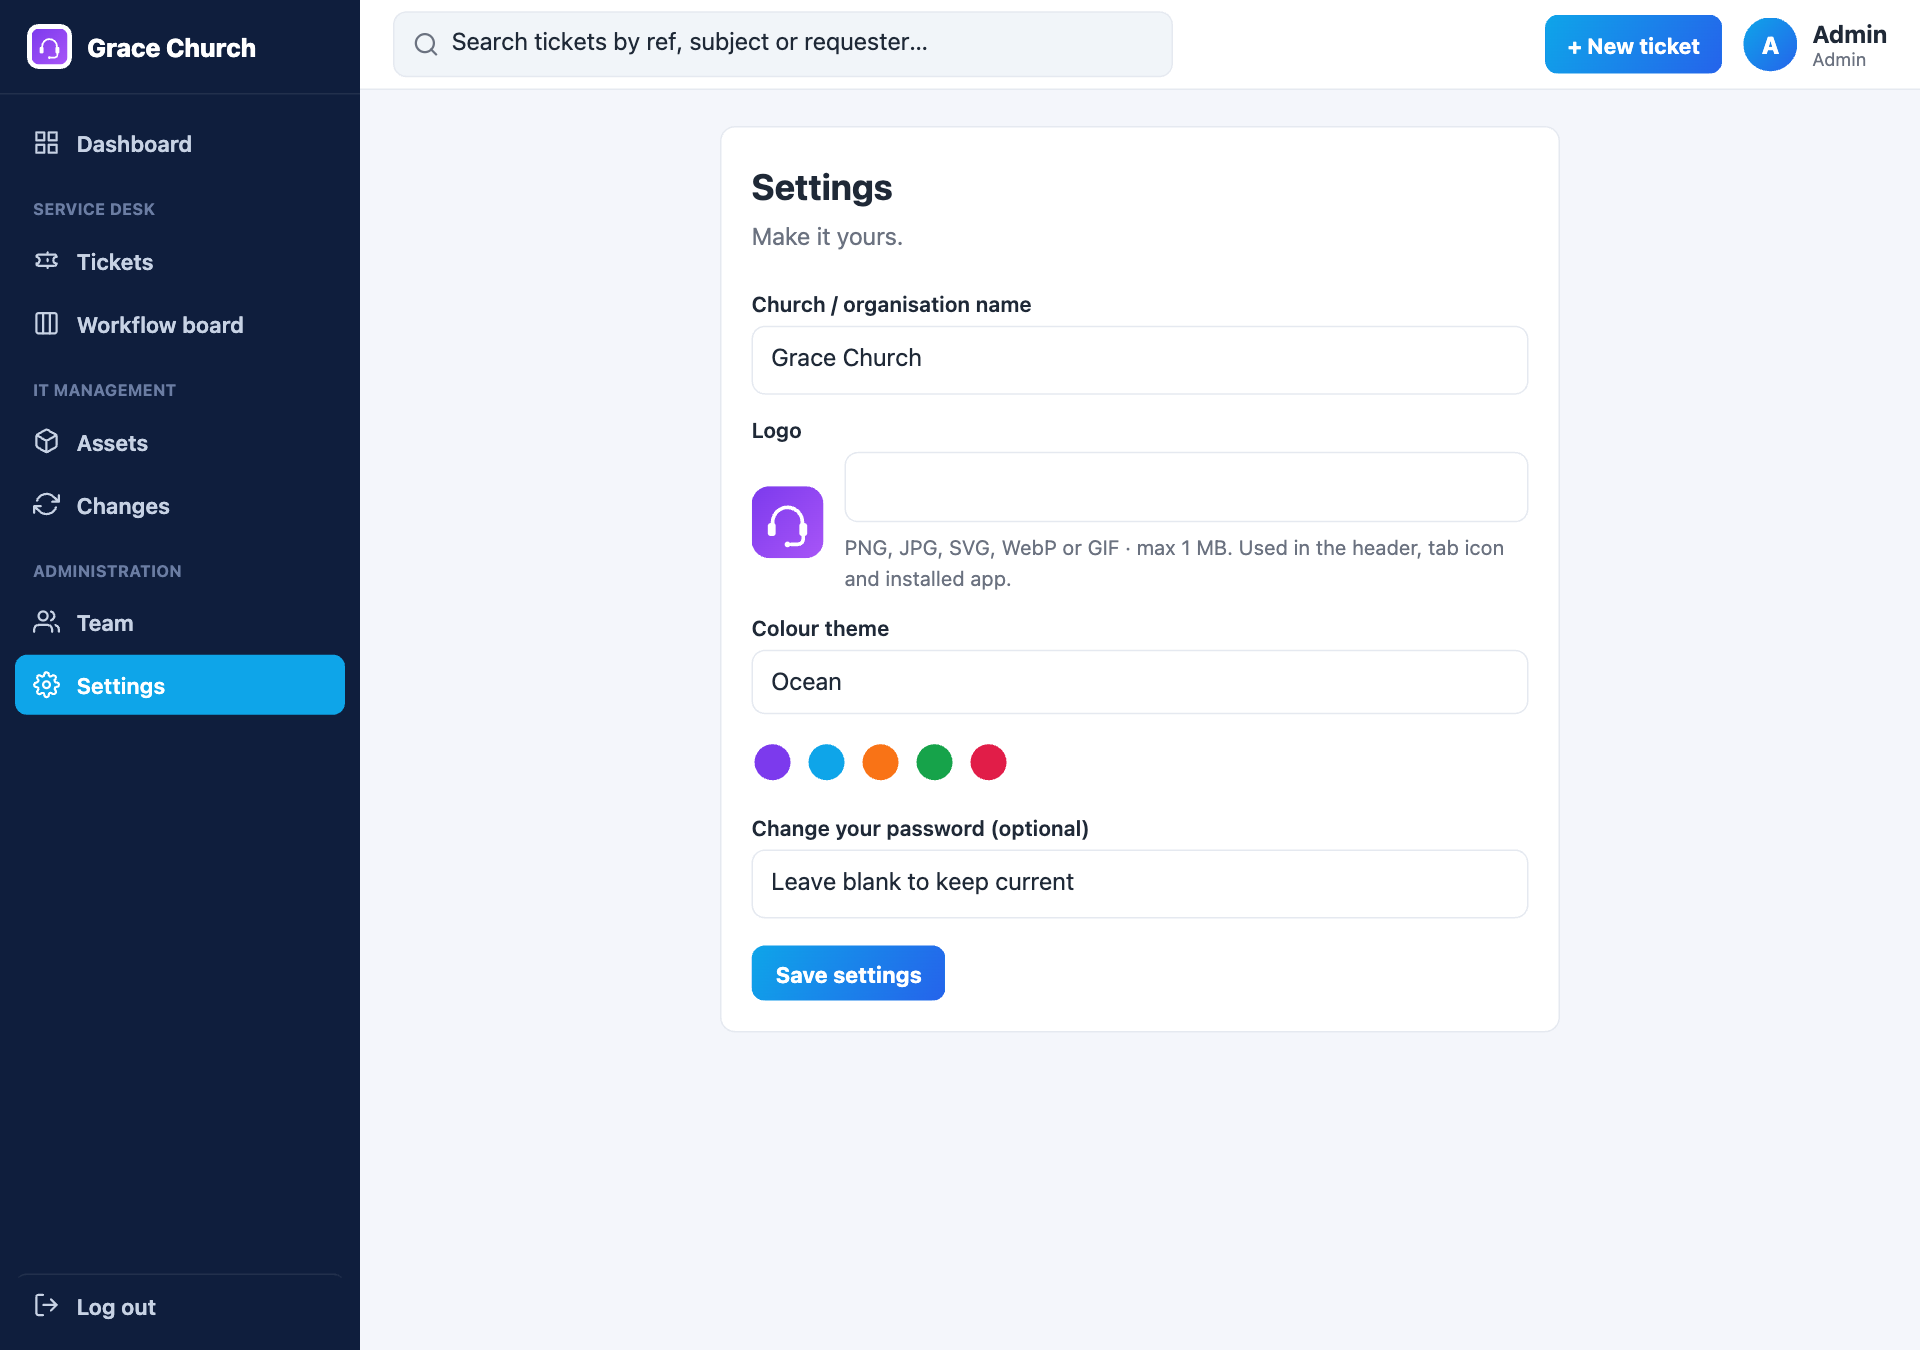 Grace Church
Search tickets by ref, subject or requester...
+ New ticket
A
Admin
Admin
Dashboard
SERVICE DESK
Tickets
Workflow board
IT MANAGEMENT
Assets
Changes
ADMINISTRATION
Team
Settings
Log out
Settings
Make it yours.
Church / organisation name
Grace Church
Logo
PNG, JPG, SVG, WebP or GIF · max 1 MB. Used in the header, tab icon
and installed app.
Colour theme
Ocean
Change your password (optional)
Leave blank to keep current
Save settings